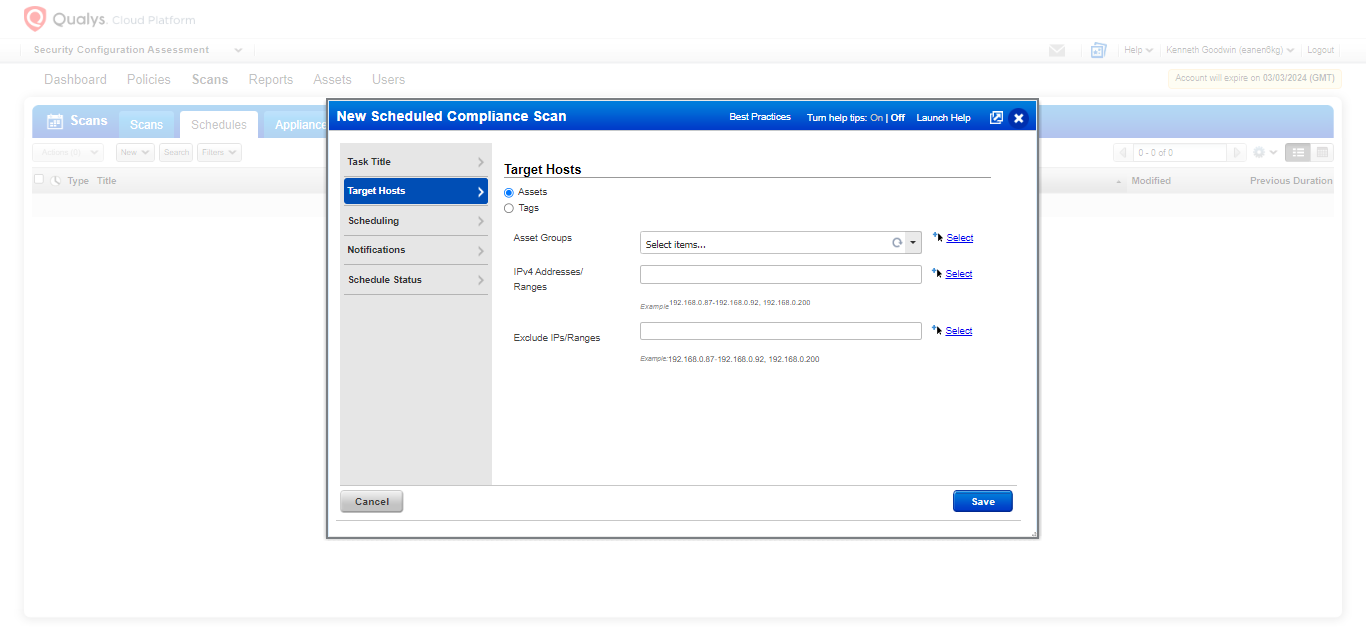 Qualys. Cloud Platform
Security Configuration Assessment
Help Kenneth Goodwin (eanen8kg) Logout
Dashboard Policies Scans Reports Assets Users
Account will expire on 03/03/2024 (GMT)
Scans Scans Schedules Appliance
Actions (0) New Search Filters
0 - 0 of 0
Type Title Modified Previous Duration
New Scheduled Compliance Scan
Best Practices Turn help tips: On | Off Launch Help
Task Title
Target Hosts
Scheduling
Notifications
Schedule Status
Target Hosts
Assets
Tags
Asset Groups Select items... Select
IPv4 Addresses/
Ranges
Select
Example 192.168.0.87-192.168.0.92, 192.168.0.200
Exclude IPs/Ranges Select
Example: 192.168.0.87-192.168.0.92, 192.168.0.200
Cancel Save